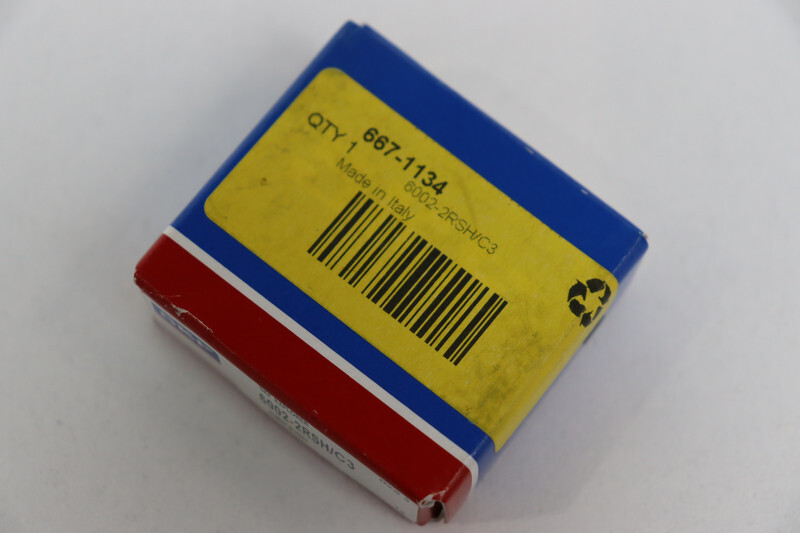 667-1134
QTY 1
6002-2RSH/C3
Made in Italy
6002-2RSH/C3